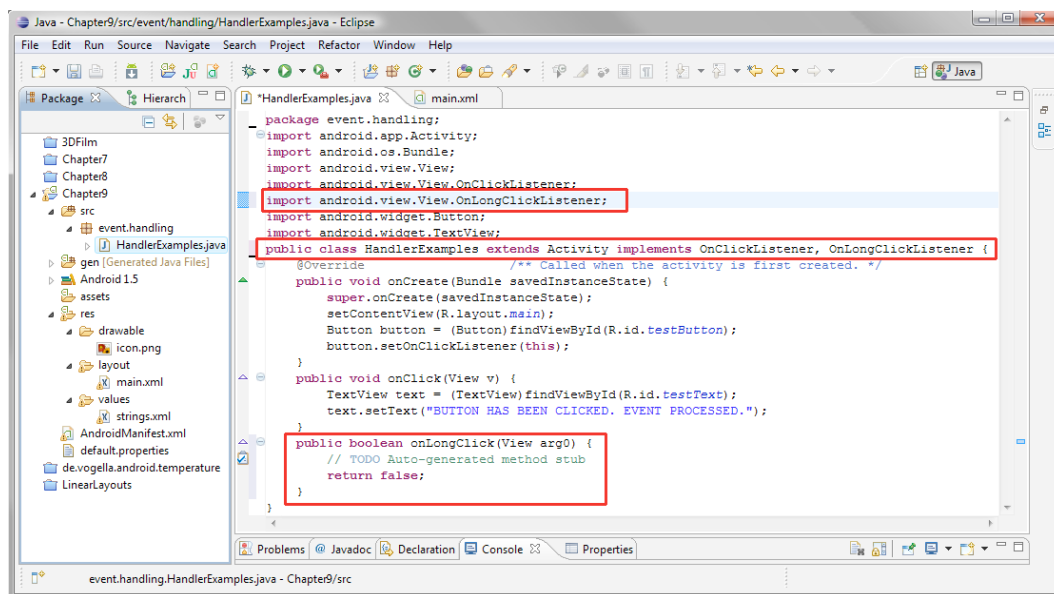 Java - Chapter9/src/event/handling/HandlerExamples.java - Eclipse
File Edit Run Source Navigate Search Project Refactor Window Help
Java
Package Hierarch
*HandlerExamples.java main.xml
3DFilm
Chapter7
Chapter8
Chapter9
src
event.handling
HandlerExamples.java
gen [Generated Java Files]
Android 1.5
assets
res
drawable
icon.png
layout
main.xml
values
strings.xml
AndroidManifest.xml
default.properties
de.vogella.android.temperature
LinearLayouts
package event.handling;
import android.app.Activity;
import android.os.Bundle;
import android.view.View;
import android.view.View.OnClickListener;
import android.view.View.OnLongClickListener;
import android.widget.Button;
import android.widget.TextView;
public class HandlerExamples extends Activity implements OnClickListener, OnLongClickListener {
@Override /** Called when the activity is first created. */
public void onCreate(Bundle savedInstanceState) {
super.onCreate(savedInstanceState);
setContentView(R.layout.main);
Button button = (Button)findViewById(R.id.testButton);
button.setOnClickListener(this);
}
public void onClick(View v) {
TextView text = (TextView)findViewById(R.id.testText);
text.setText("BUTTON HAS BEEN CLICKED. EVENT PROCESSED.");
}
public boolean onLongClick(View arg0) {
// TODO Auto-generated method stub
return false;
}
}
Problems @ Javadoc Declaration Console Properties
event.handling.HandlerExamples.java - Chapter9/src